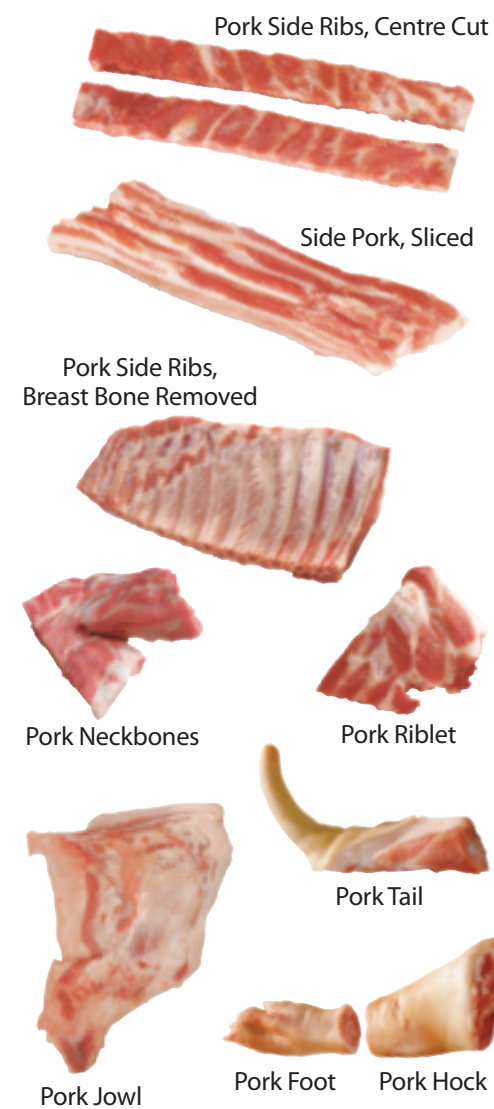 Pork Side Ribs, Centre Cut
Side Pork, Sliced
Pork Side Ribs,
Breast Bone Removed
Pork Neckbones
Pork Riblet
Pork Tail
Pork Jowl
Pork Foot
Pork Hock